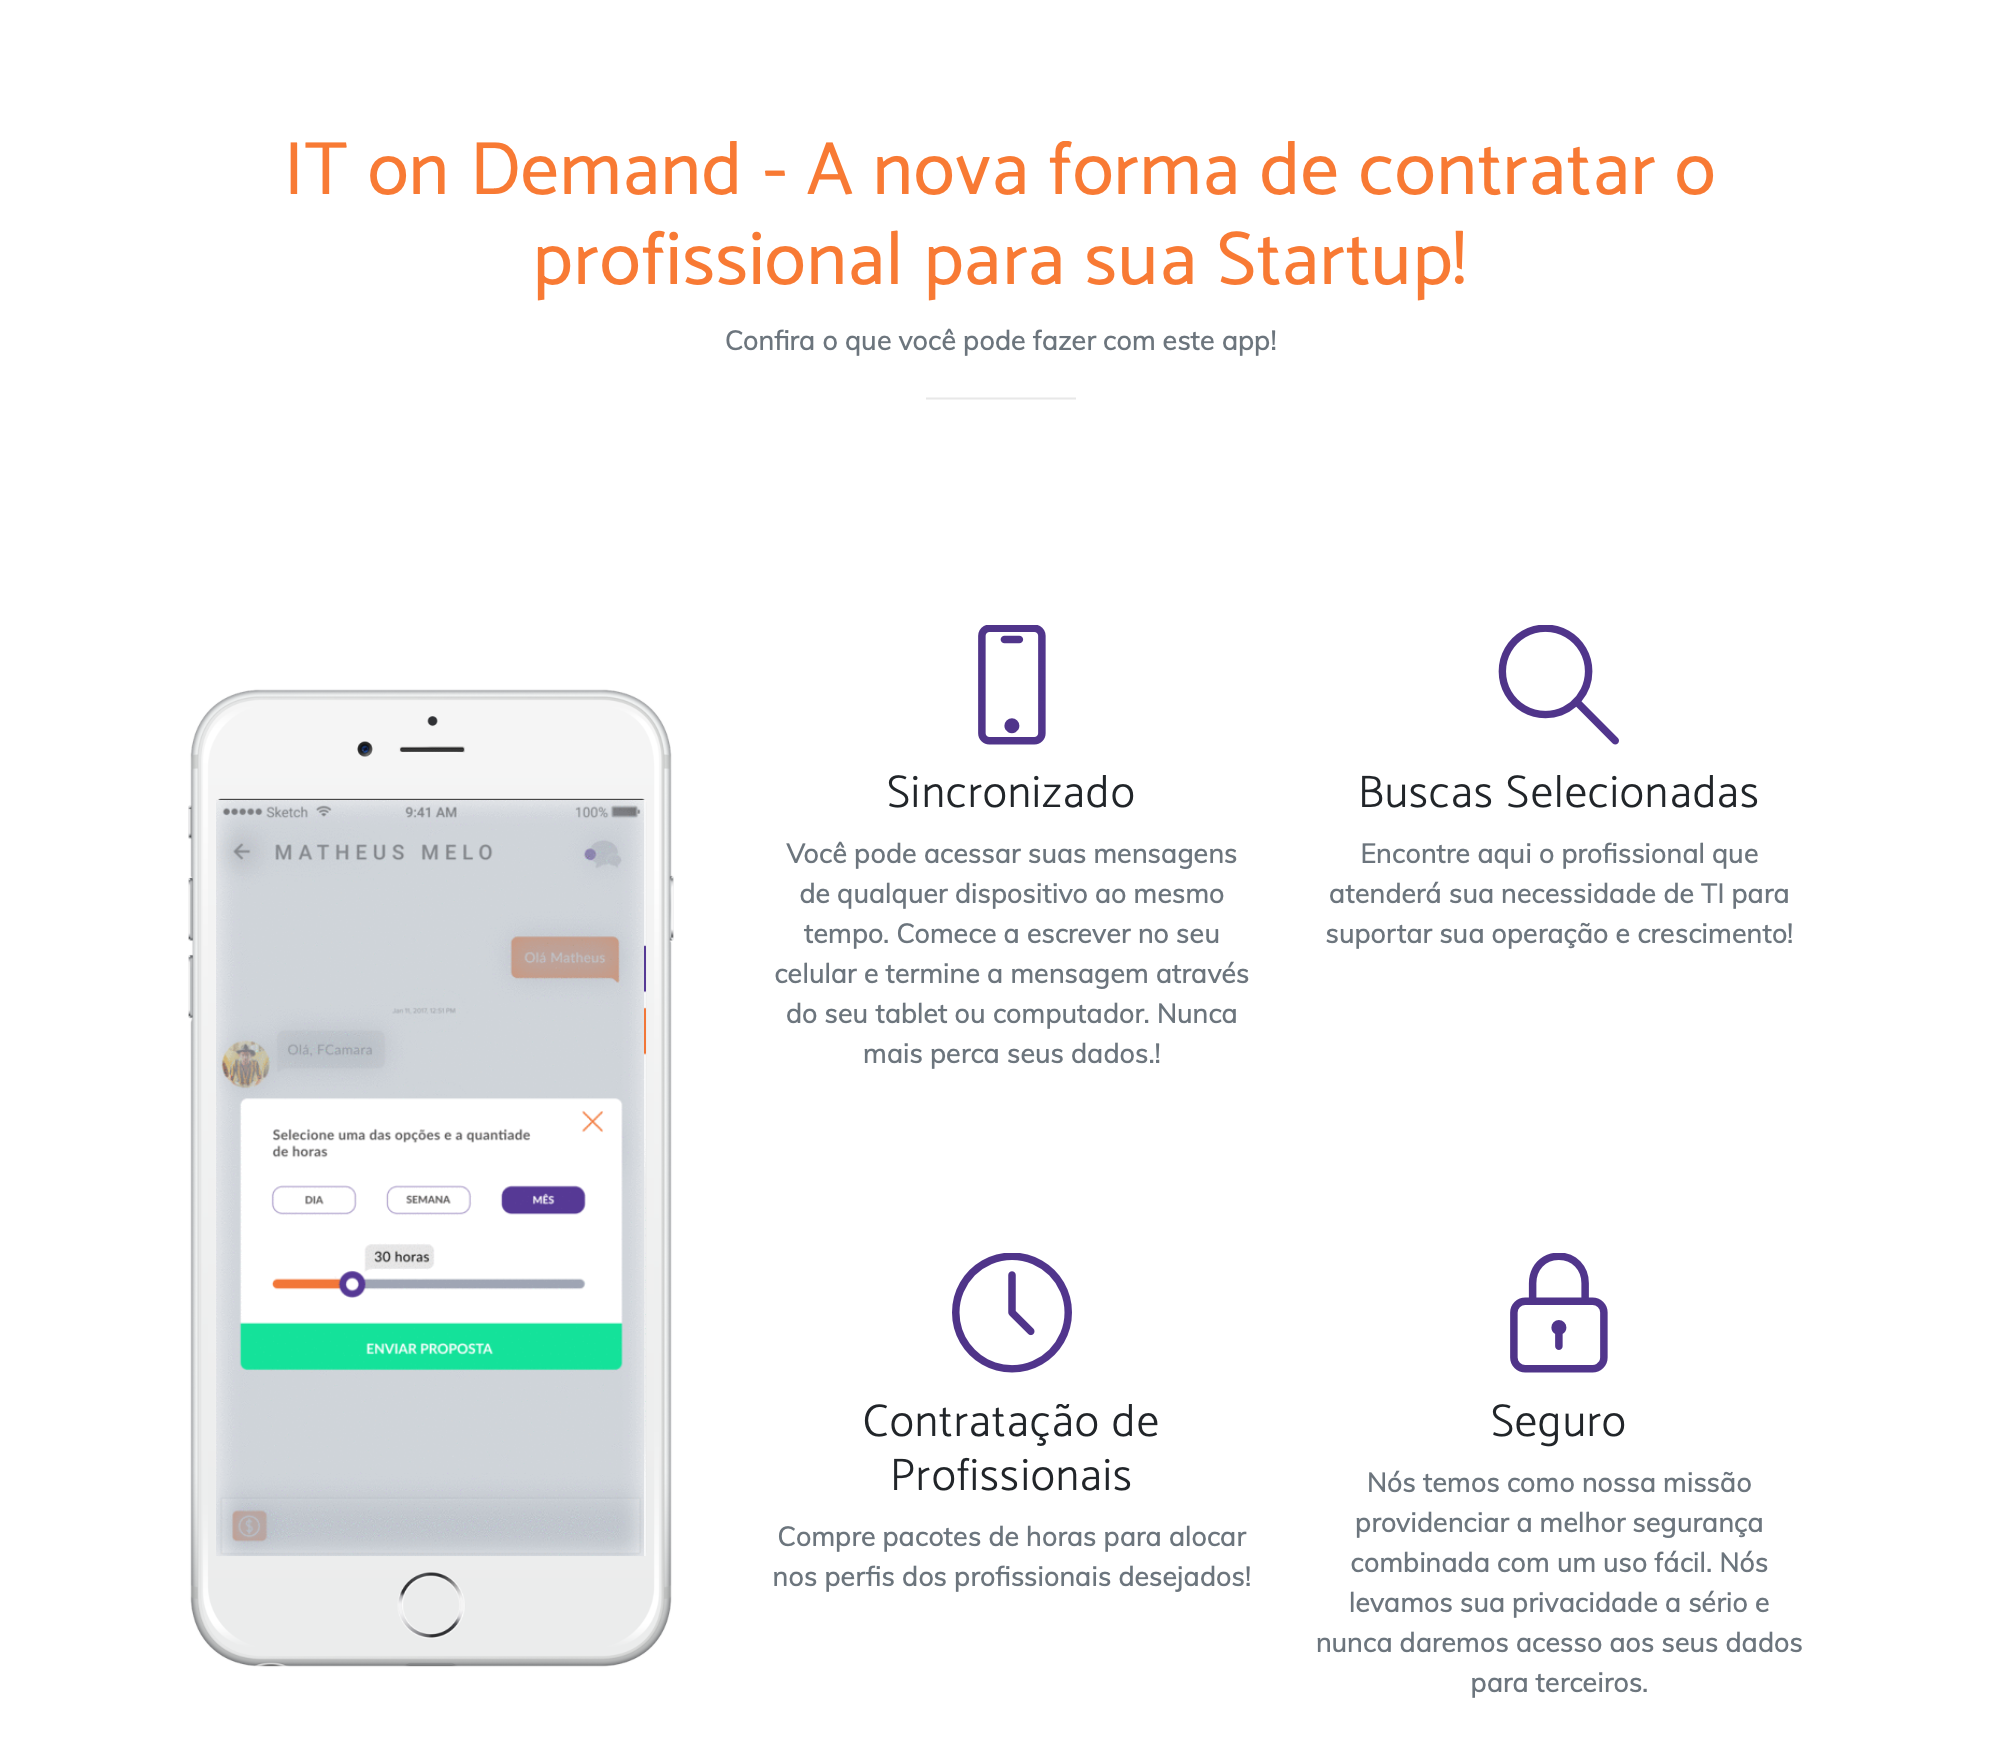 IT on Demand - A nova forma de contratar o
profissional para sua Startup!
Confira o que você pode fazer com este app!
Sketch 9:41 AM 100%
MATHEUS MELO
Olá Matheus
Jan 11, 2017, 12:51 PM
Olá, FCamara
Selecione uma das opções e a quantiade
de horas
DIA SEMANA MÊS
30 horas
ENVIAR PROPOSTA
Sincronizado
Você pode acessar suas mensagens
de qualquer dispositivo ao mesmo
tempo. Comece a escrever no seu
celular e termine a mensagem através
do seu tablet ou computador. Nunca
mais perca seus dados.!
Buscas Selecionadas
Encontre aqui o profissional que
atenderá sua necessidade de TI para
suportar sua operação e crescimento!
Contratação de
Profissionais
Compre pacotes de horas para alocar
nos perfis dos profissionais desejados!
Seguro
Nós temos como nossa missão
providenciar a melhor segurança
combinada com um uso fácil. Nós
levamos sua privacidade a sério e
nunca daremos acesso aos seus dados
para terceiros.